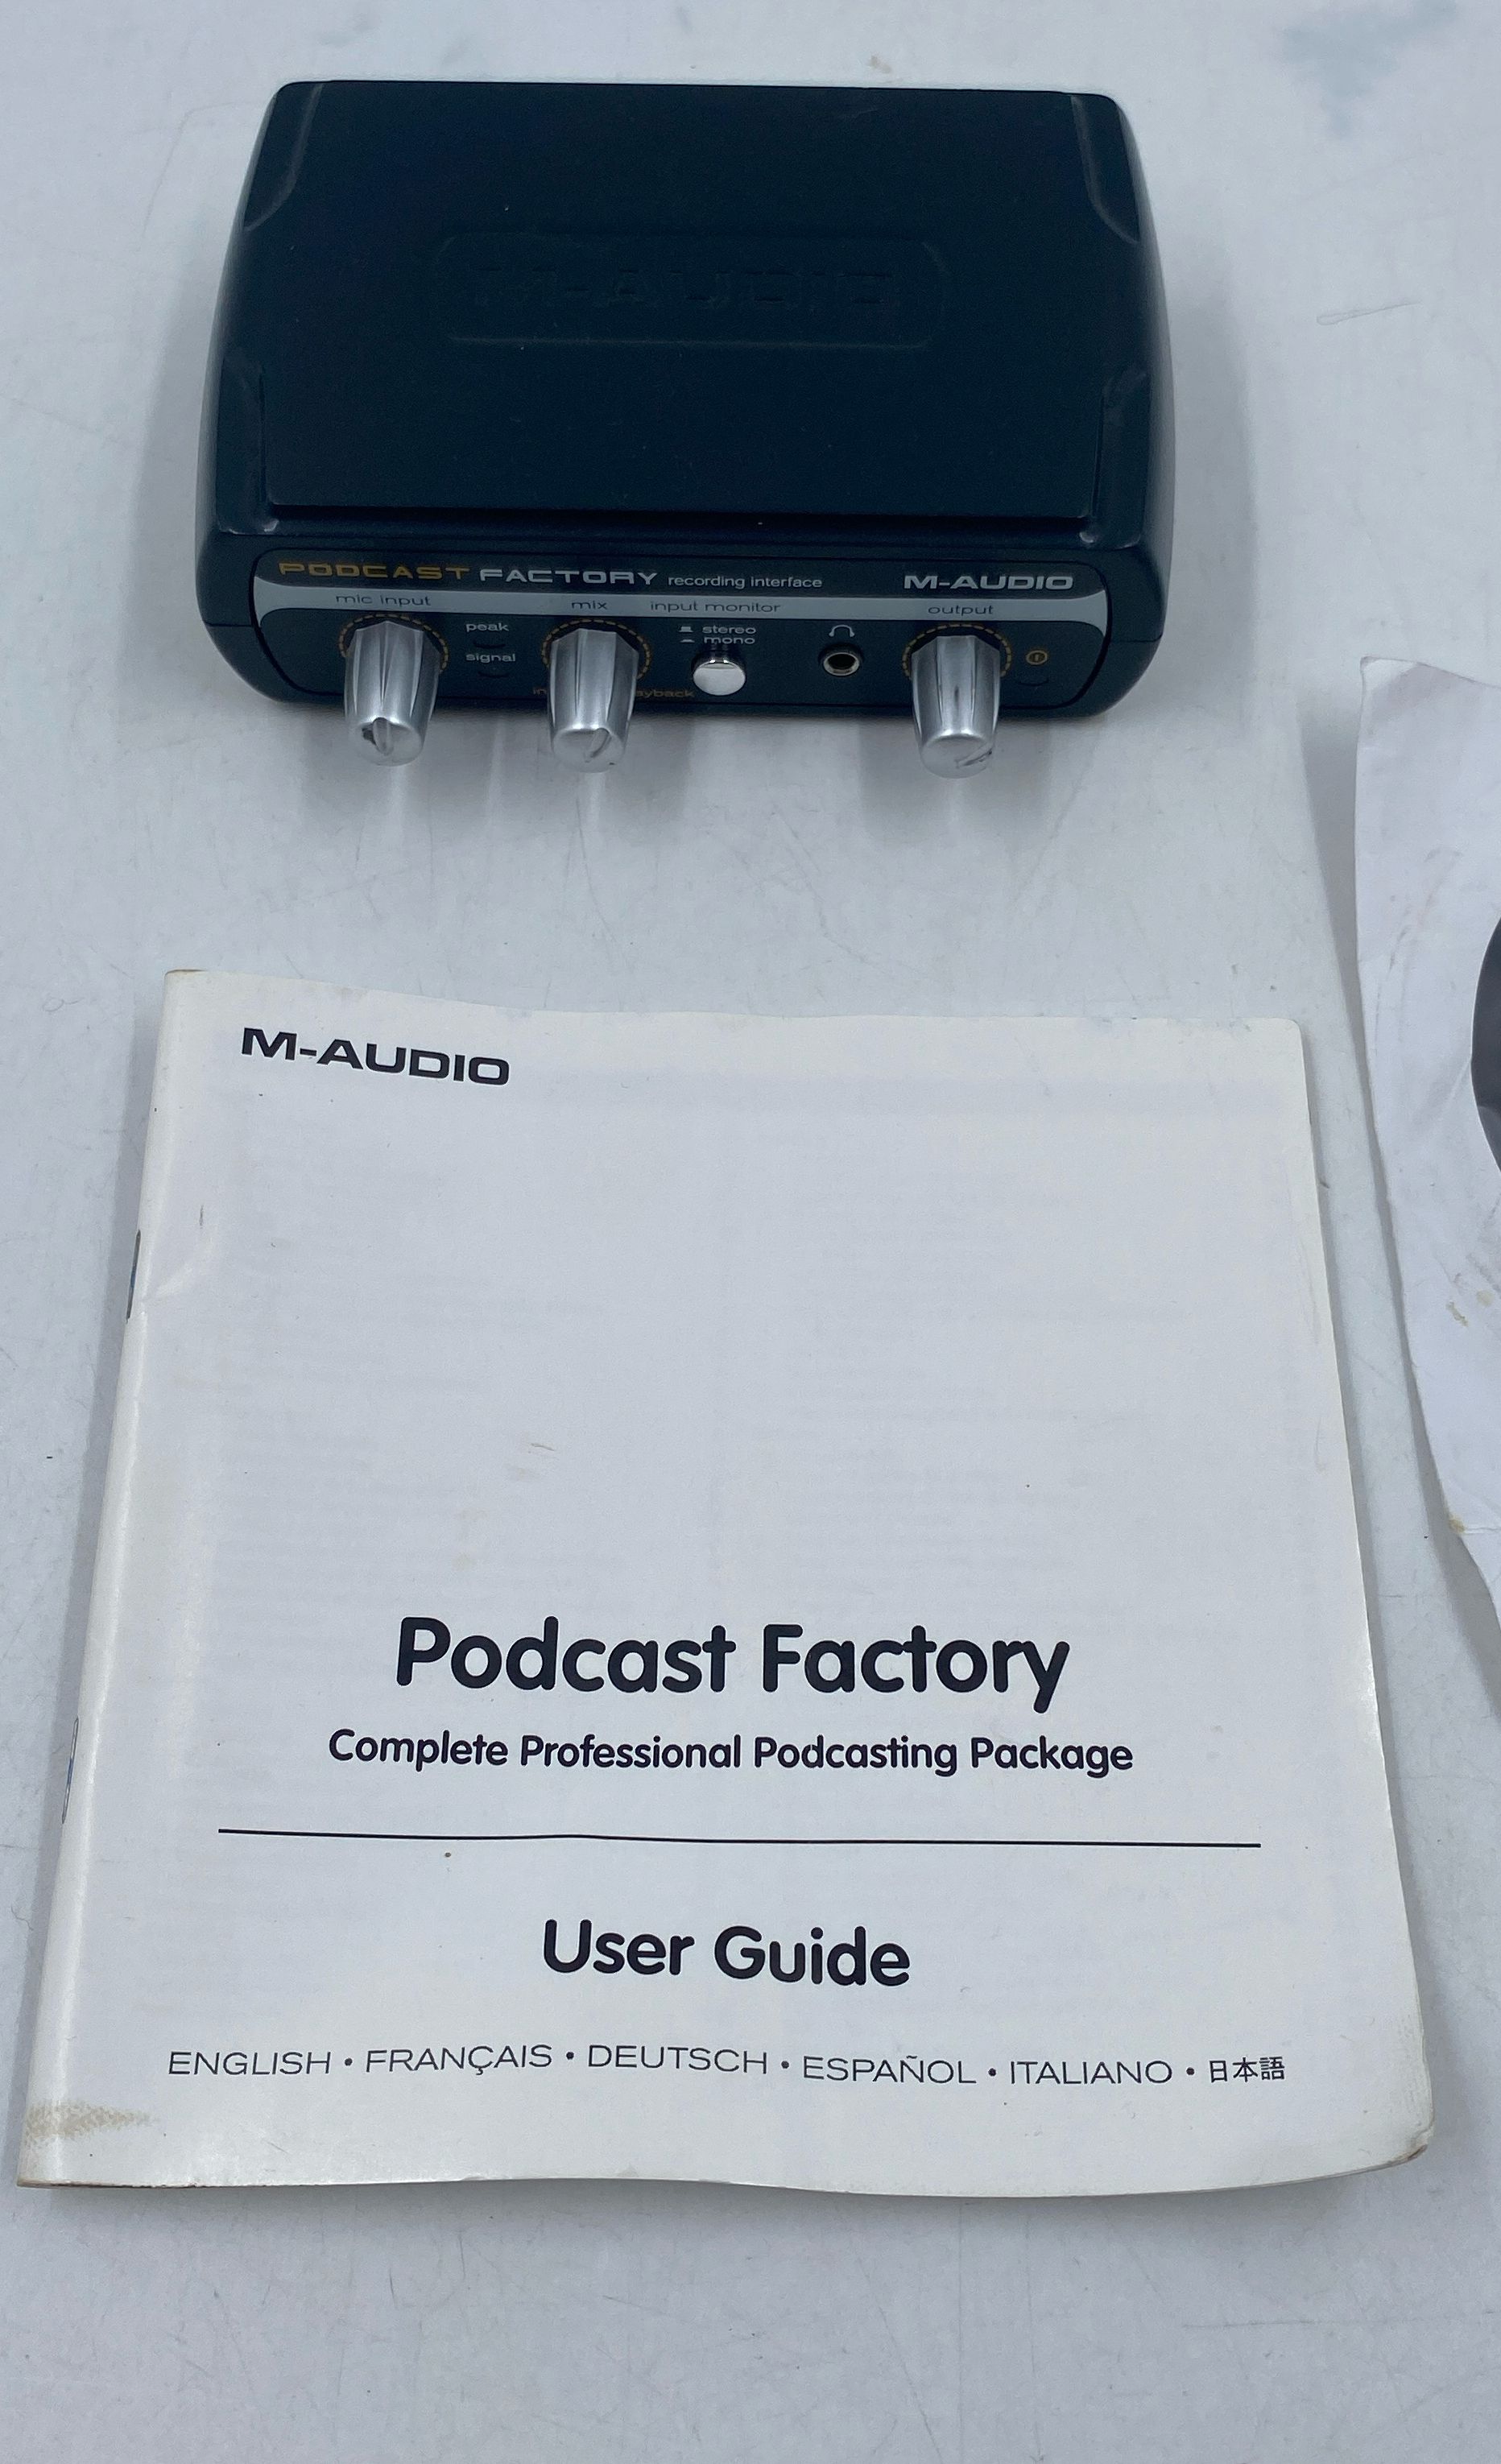 M-AUDIO
PODCAST FACTORY recording interface M-AUDIO
mic input mix input monitor output
peak
stereo
mono
signal
M-AUDIO
Podcast Factory
Complete Professional Podcasting Package
User Guide
ENGLISH • FRANÇAIS • DEUTSCH • ESPAÑOL • ITALIANO • 日本語